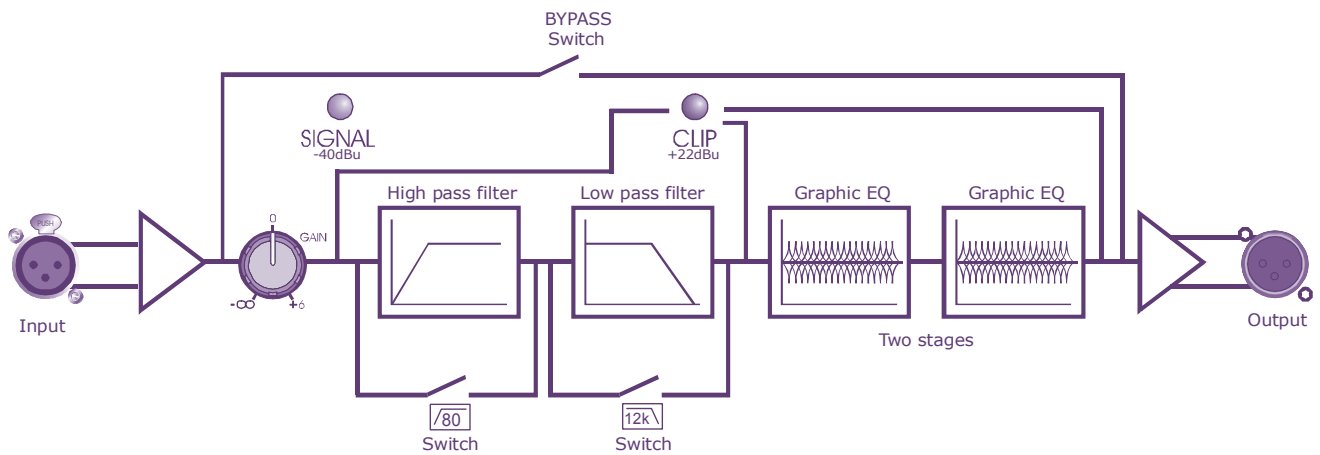 BYPASS
Switch
SIGNAL
-40dBu
CLIP
+22dBu
High pass filter
Low pass filter
Graphic EQ
Graphic EQ
PUSH
0
GAIN
-∞
+6
Input
Output
Two stages
80
12k
Switch
Switch